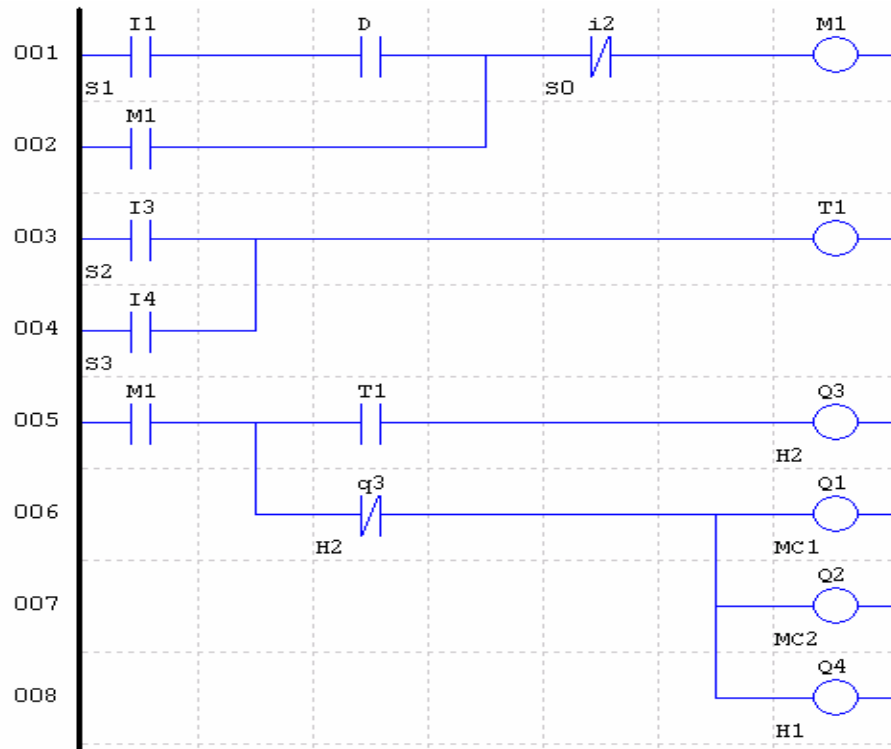 I1 D i2 M1
001
S1 S0
M1
002
I3 T1
003
S2
I4
004
S3
M1 T1 Q3
005
H2
q3 Q1
006
H2 MC1
Q2
007
MC2
Q4
008
H1